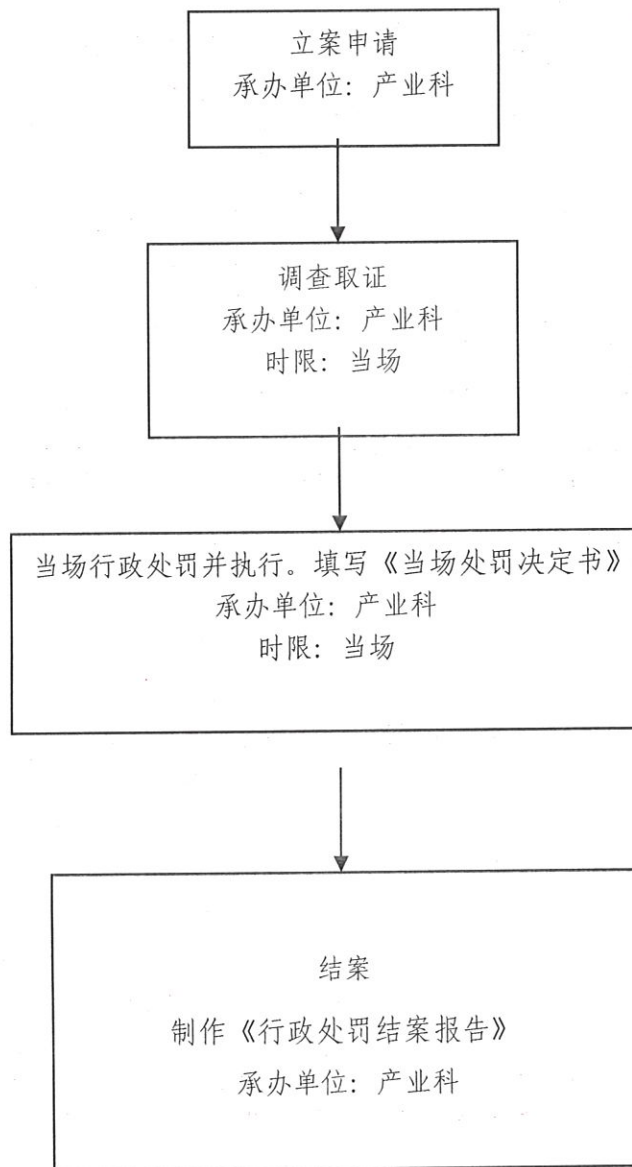 立案申请
承办单位：产业科
调查取证
承办单位：产业科
时限：当场
当场行政处罚并执行。填写《当场处罚决定书》
承办单位：产业科
时限：当场
结案
制作《行政处罚结案报告》
承办单位：产业科